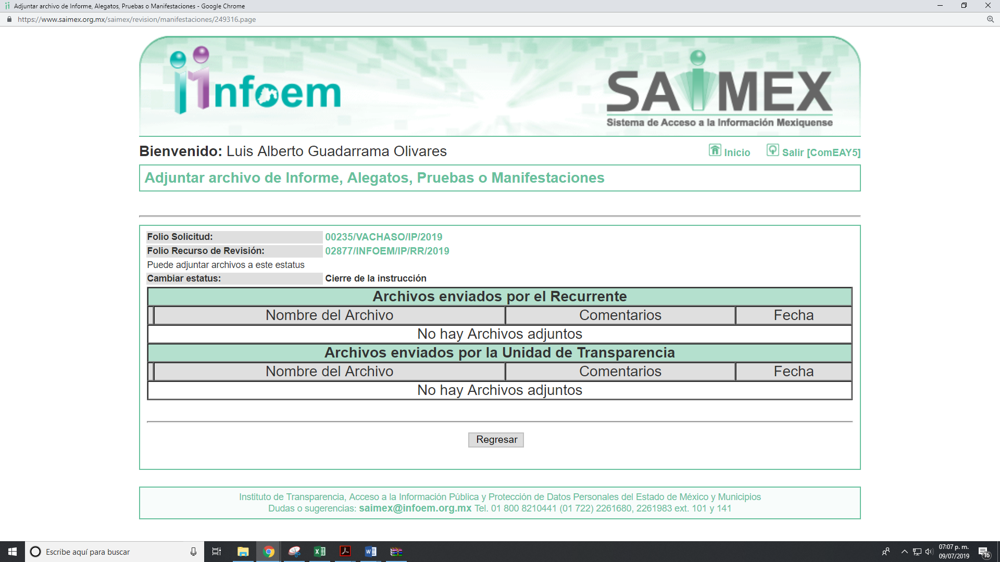 Adjuntar archivo de Informe, Alegatos, Pruebas o Manifestaciones - Google Chrome
https://www.saimex.org.mx/saimex/revision/manifestaciones/249316.page
infoem
SAIMEX
Sistema de Acceso a la Información Mexiquense
Bienvenido: Luis Alberto Guadarrama Olivares
Inicio
Salir [ComEAY5]
Adjuntar archivo de Informe, Alegatos, Pruebas o Manifestaciones
Folio Solicitud: 00235/VACHASO/IP/2019
Folio Recurso de Revisión: 02877/INFOEM/IP/RR/2019
Puede adjuntar archivos a este estatus
Cambiar estatus: Cierre de la instrucción
Archivos enviados por el Recurrente
Nombre del Archivo Comentarios Fecha
No hay Archivos adjuntos
Archivos enviados por la Unidad de Transparencia
Nombre del Archivo Comentarios Fecha
No hay Archivos adjuntos
Regresar
Instituto de Transparencia, Acceso a la Información Pública y Protección de Datos Personales del Estado de México y Municipios
Dudas o sugerencias: saimex@infoem.org.mx Tel. 01 800 8210441 (01 722) 2261680, 2261983 ext. 101 y 141
Escribe aquí para buscar
07:07 p. m.
09/07/2019
16